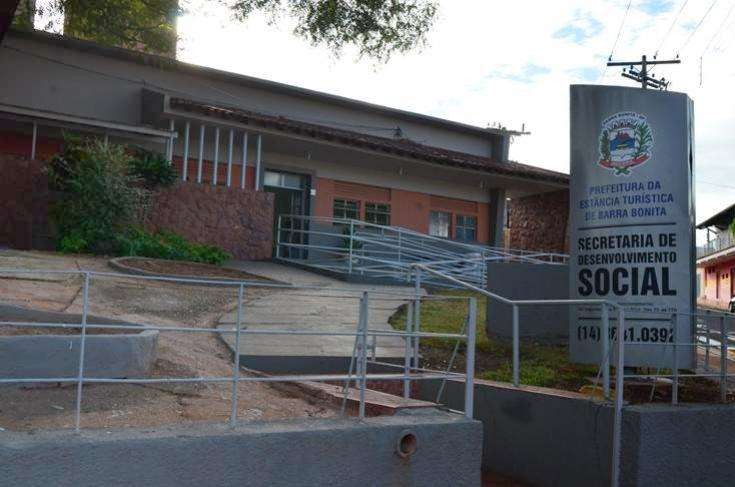 PREFEITURA DA
ESTÂNCIA TURÍSTICA
DE BARRA BONITA
SECRETARIA DE
DESENVOLVIMENTO
SOCIAL